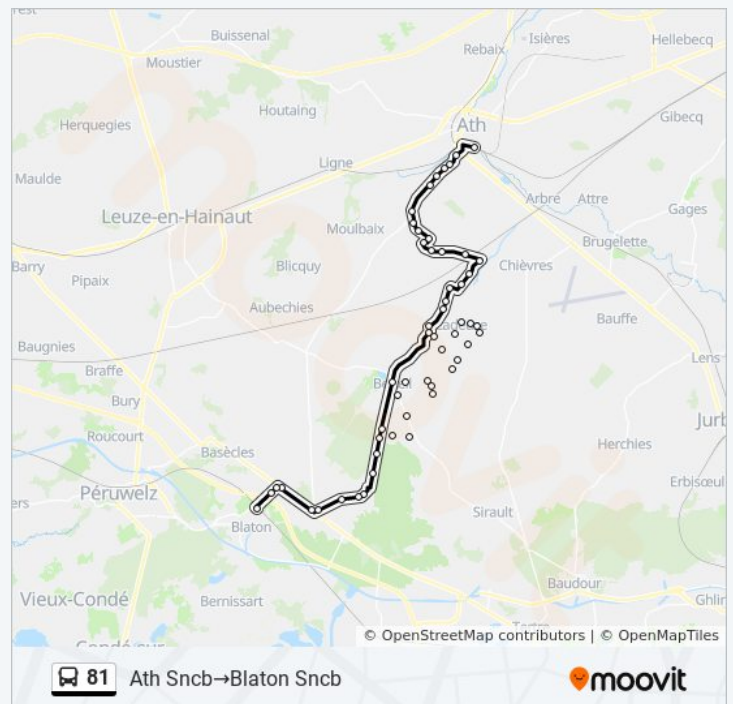 Buissenal
Isières
Hellebecq
Moustier
Rebaix
Houtaing
Gibecq
Herquegies
Ath
Ligne
Maulde
Arbre
Attre
Gages
Leuze-en-Hainaut
Moulbaix
Brugelette
Barry
Blicquy
Chièvres
Pipaix
Aubechies
Bauffe
Baugnies
Lens
Braffe
Bury
Jurb
Roucourt
Herchies
Basècles
Erbisœul
Péruwelz
Sirault
Blaton
Baudour
Vieux-Condé
Bernissart
Ghlin
© OpenStreetMap contributors | © OpenMapTiles
81 Ath Sncb→Blaton Sncb
moovit